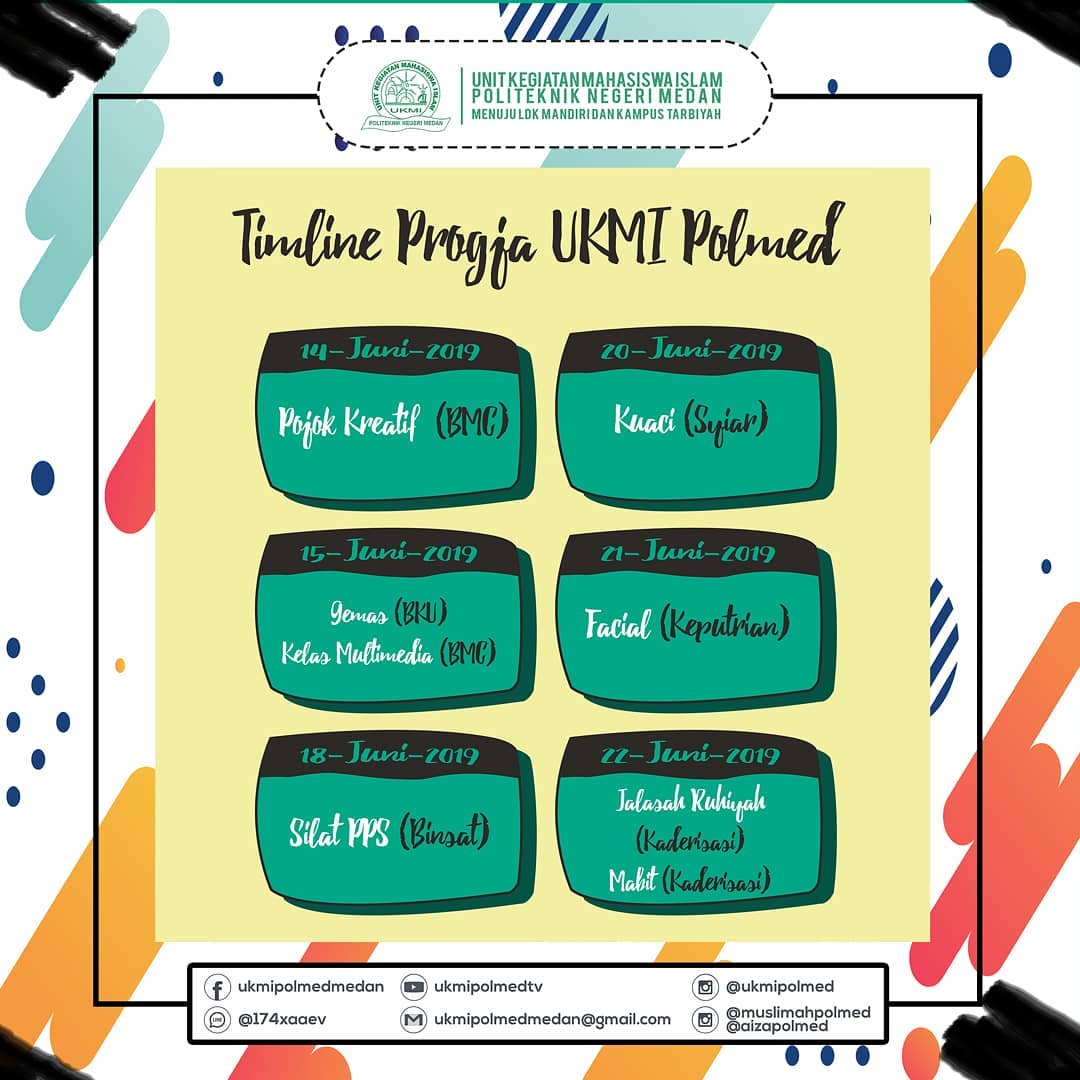 UNIT KEGIATAN MAHASISWA ISLAM
UKMI
POLITEKNIK NEGERI MEDAN
UNIT KEGIATAN MAHASISWA ISLAM
POLITEKNIK NEGERI MEDAN
MENUJU LDK MANDIRI DAN KAMPUS TARBIYAH
Timline Progja UKMI Polmed
14-Juni-2019
Pojok Kreatif (BMC)
20-Juni-2019
Kuaci (Syiar)
15-Juni-2019
Gemas (BKU)
Kelas Multimedia (BMC)
21-Juni-2019
Facial (Keputrian)
18-Juni-2019
Silat PPS (Binsat)
22-Juni-2019
Jalasah Ruhiyah
(Kaderisasi)
Mabit (Kaderisasi)
ukmipolmedmedan
ukmipolmedtv
@ukmipolmed
LINE
@174xaaev
ukmipolmedmedan@gmail.com
@muslimahpolmed
@aizapolmed